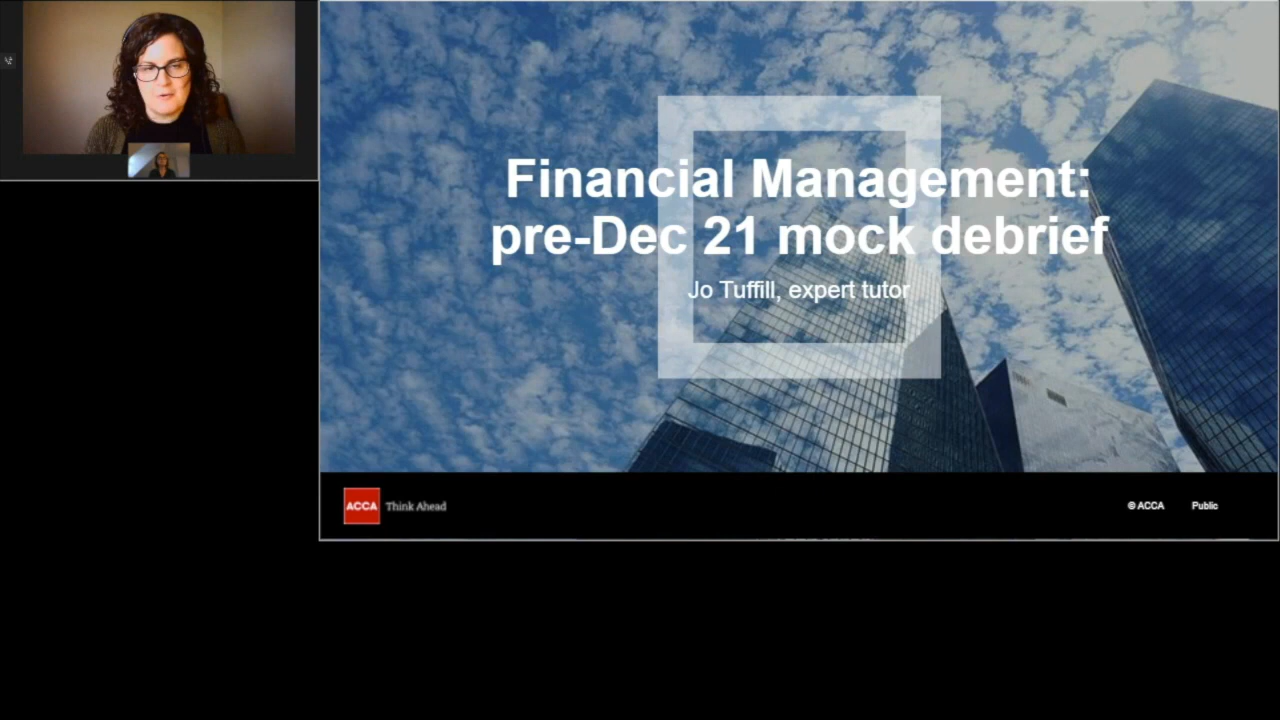 Financial Management:
pre-Dec 21 mock debrief
Jo Tuffill, expert tutor
ACCA Think Ahead
© ACCA Public